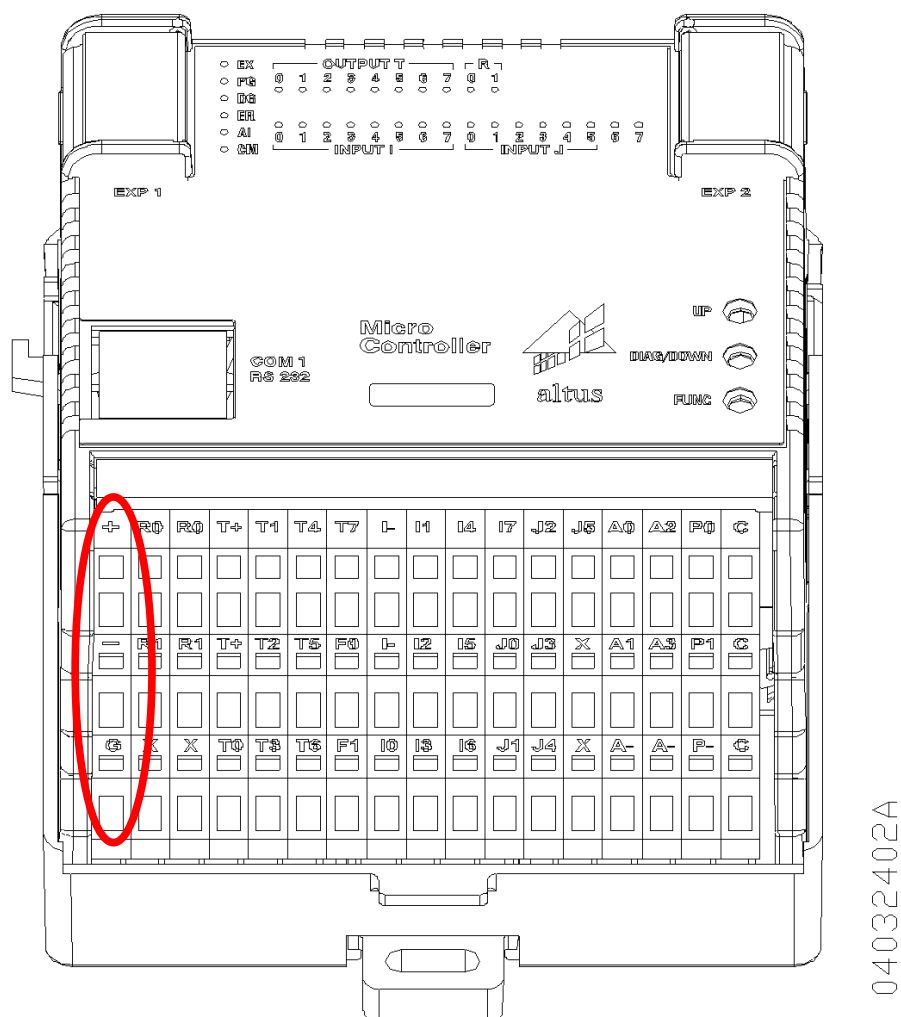 EX OUTPUT T R
PG 0 1 2 3 4 5 6 7 0 1
DG
ER
AI 0 1 2 3 4 5 6 7 0 1 2 3 4 5 6 7
CM INPUT I INPUT J
EXP 1 EXP 2
UP
Micro
Controller
DIAG/DOWN
COM 1
RS 232
altus
FUNC
+ R0 R0 T+ T1 T4 T7 I- I1 I4 I7 J2 J5 A0 A2 P0 C
- R1 R1 T+ T2 T5 F0 I- I2 I5 J0 J3 X A1 A3 P1 C
G X X T0 T3 T6 F1 I0 I3 I6 J1 J4 X A- A- P- C
04032402A